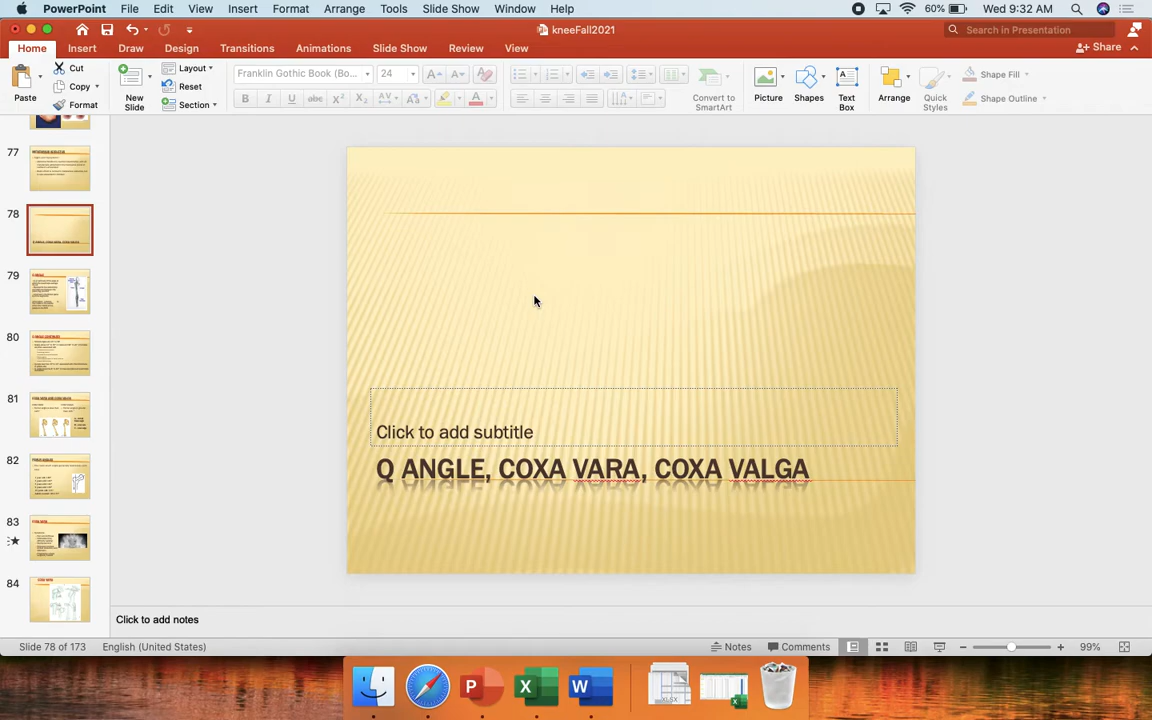 PowerPoint File Edit View Insert Format Arrange Tools Slide Show Window Help 60% Wed 9:32 AM
kneeFall2021
Search in Presentation
Home Insert Draw Design Transitions Animations Slide Show Review View Share
Paste
Cut
Copy
Format
New Slide
Layout
Reset
Section
Franklin Gothic Book (Bo... 24
Convert to SmartArt
Picture
Shapes
Text Box
Arrange
Quick Styles
Shape Fill
Shape Outline
77
78
79
80
81
82
83
84
Click to add subtitle
Q ANGLE, COXA VARA, COXA VALGA
Click to add notes
Slide 78 of 173 English (United States) Notes Comments 99%